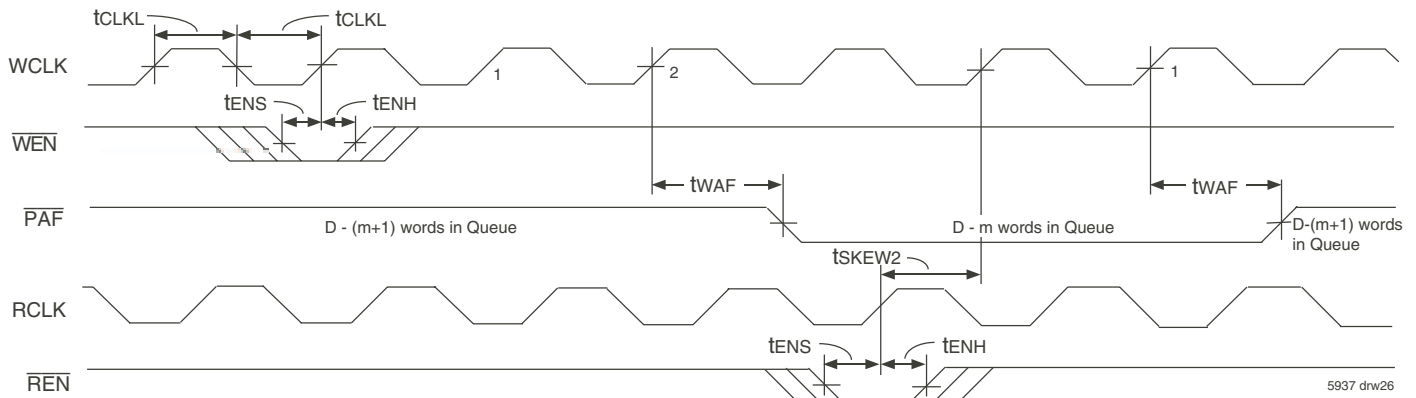 tCLKL tCLKL
WCLK 1 2 1
tENS tENH
WEN
tWAF tWAF
PAF D - (m+1) words in Queue D - m words in Queue D-(m+1) words
in Queue
tSKEW2
RCLK
tENS tENH
REN
5937 drw26